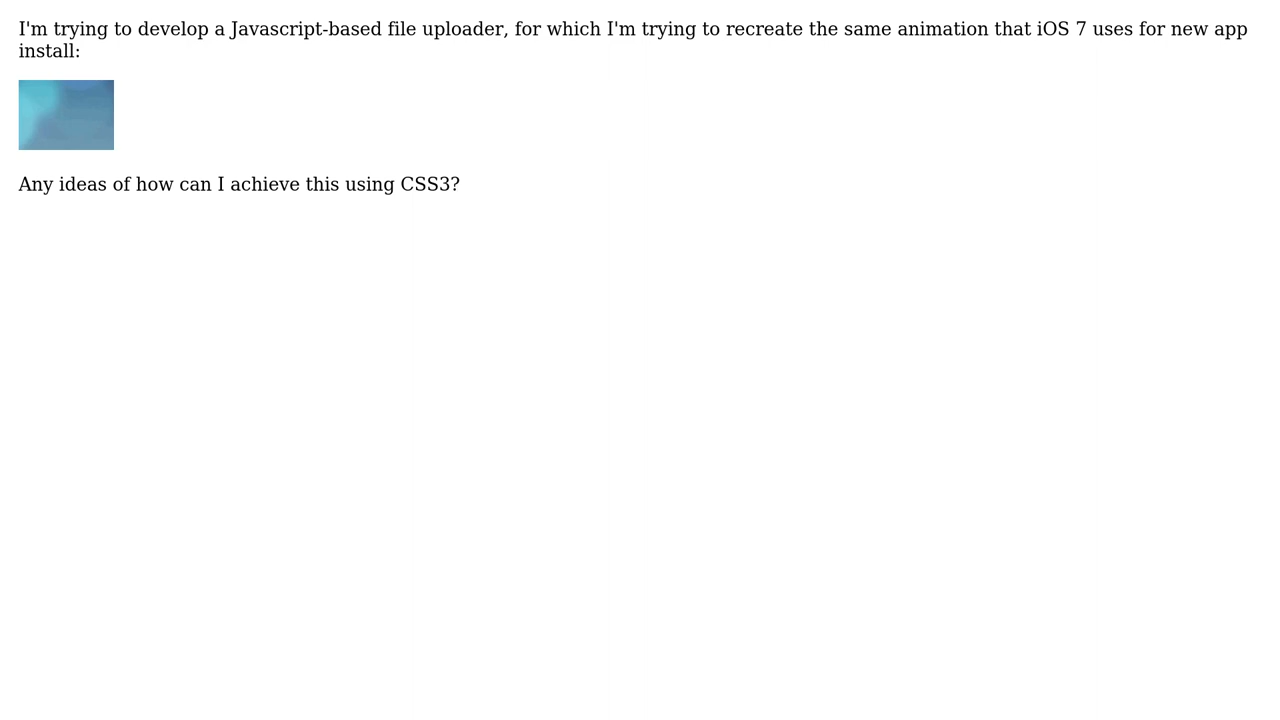 I'm trying to develop a Javascript-based file uploader, for which I'm trying to recreate the same animation that iOS 7 uses for new app
install:
Any ideas of how can I achieve this using CSS3?